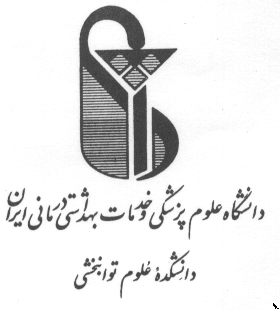 دانشگاه علوم پزشکی و خدمات بهداشتی درمانی ایران
دانشکدهٔ علوم توانبخشی